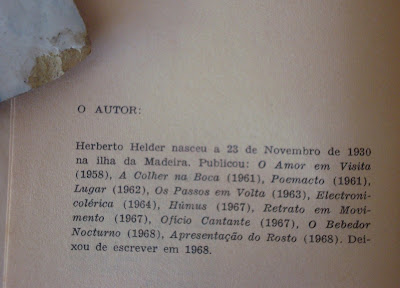 O AUTOR:
Herberto Helder nasceu a 23 de Novembro de 1930
na ilha da Madeira. Publicou: O Amor em Visita
(1958), A Colher na Boca (1961), Poemacto (1961),
Lugar (1962), Os Passos em Volta (1963), Electroni-
colérica (1964), Húmus (1967), Retrato em Movi-
mento (1967), Ofício Cantante (1967), O Bebedor
Nocturno (1968), Apresentação do Rosto (1968). Dei-
xou de escrever em 1968.